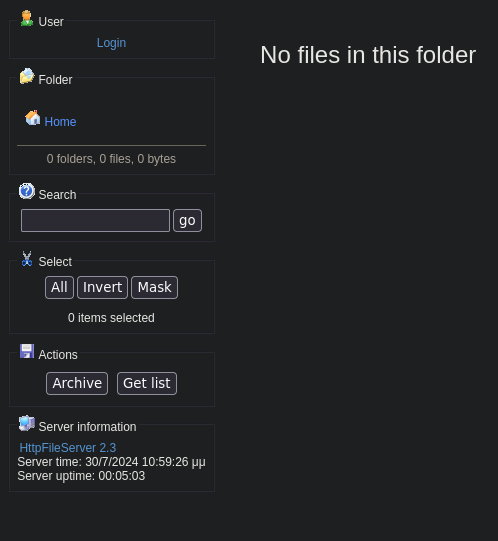 User
Login
No files in this folder
Folder
Home
0 folders, 0 files, 0 bytes
Search
go
Select
All Invert Mask
0 items selected
Actions
Archive Get list
Server information
HttpFileServer 2.3
Server time: 30/7/2024 10:59:26 μμ
Server uptime: 00:05:03